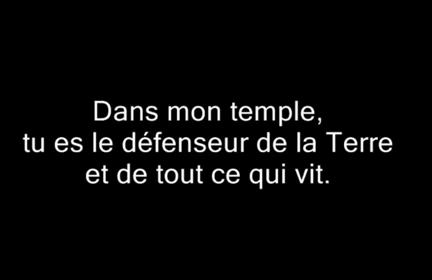 Dans mon temple,
tu es le défenseur de la Terre
et de tout ce qui vit.